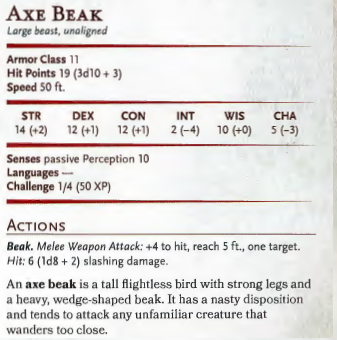 AXE BEAK
Large beast, unaligned
Armor Class 11
Hit Points 19 (3d10 + 3)
Speed 50 ft.
STR DEX CON INT WIS CHA
14 (+2) 12 (+1) 12 (+1) 2 (−4) 10 (+0) 5 (−3)
Senses passive Perception 10
Languages —
Challenge 1/4 (50 XP)
ACTIONS
Beak. Melee Weapon Attack: +4 to hit, reach 5 ft., one target.
Hit: 6 (1d8 + 2) slashing damage.
An axe beak is a tall flightless bird with strong legs and
a heavy, wedge-shaped beak. It has a nasty disposition
and tends to attack any unfamiliar creature that
wanders too close.